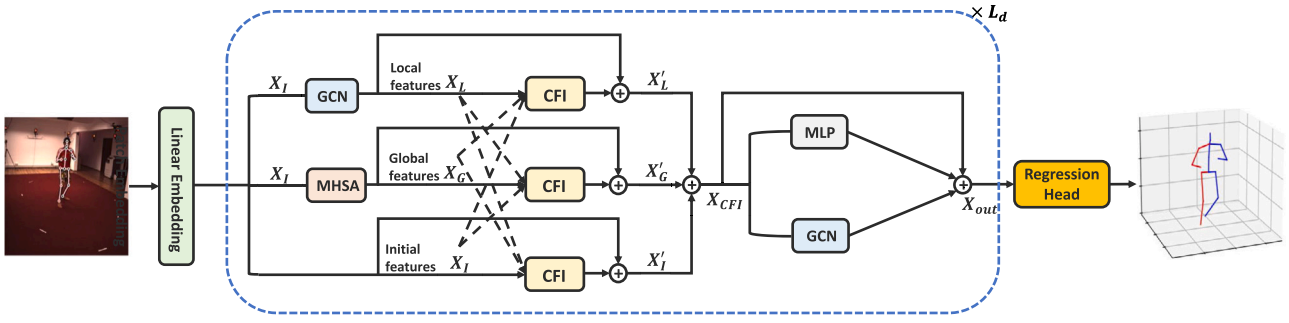 × L_d
Linear Embedding
X_I
GCN
Local
features X_L
CFI
X'_L
X_I
MHSA
Global
features X_G
CFI
X'_G
Initial
features X_I
CFI
X'_I
X_CFI
MLP
GCN
X_out
Regression
Head